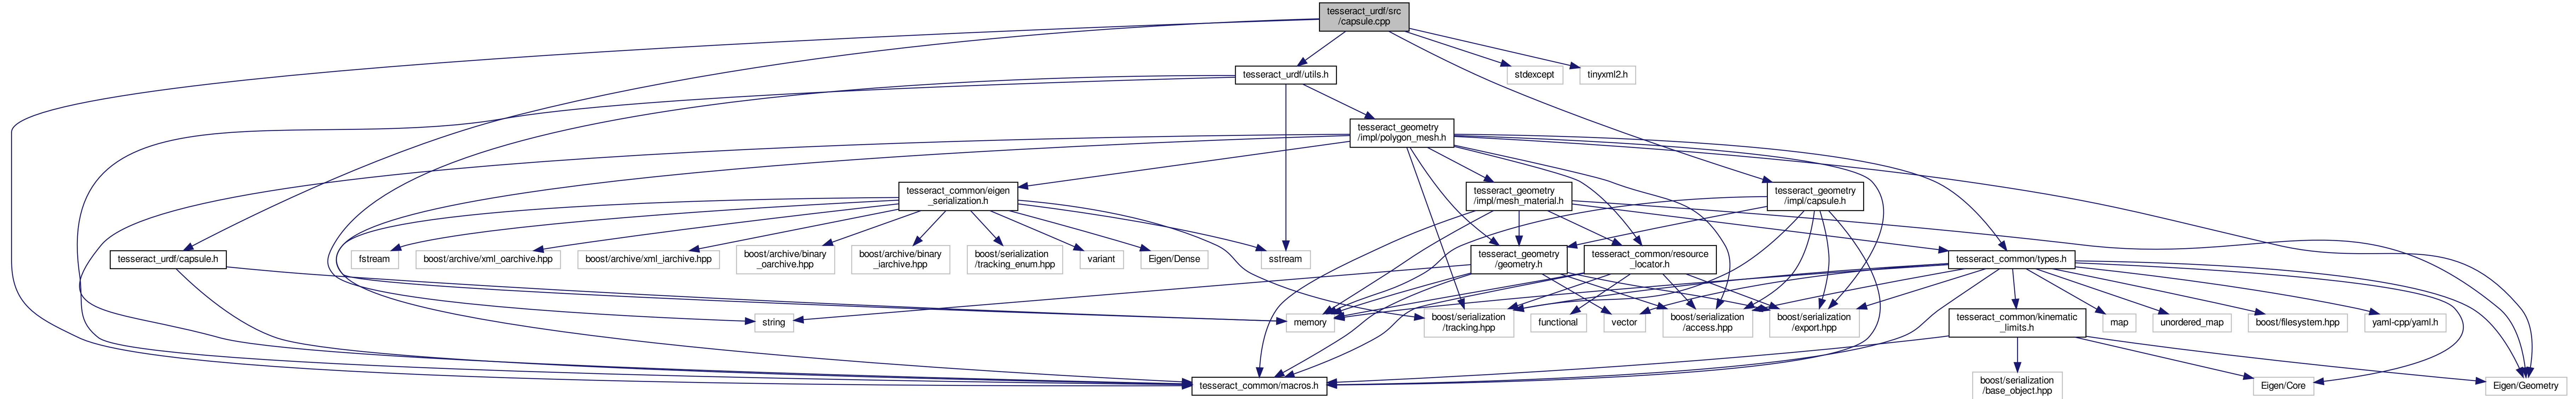 tesseract_urdf/src
/capsule.cpp
tesseract_urdf/utils.h
stdexcept
tinyxml2.h
tesseract_geometry
/impl/polygon_mesh.h
tesseract_common/eigen
_serialization.h
tesseract_geometry
/impl/mesh_material.h
tesseract_geometry
/impl/capsule.h
tesseract_urdf/capsule.h
fstream
boost/archive/xml_oarchive.hpp
boost/archive/xml_iarchive.hpp
boost/archive/binary
_oarchive.hpp
boost/archive/binary
_iarchive.hpp
boost/serialization
/tracking_enum.hpp
variant
Eigen/Dense
sstream
tesseract_geometry
/geometry.h
tesseract_common/resource
_locator.h
tesseract_common/types.h
string
memory
boost/serialization
/tracking.hpp
functional
vector
boost/serialization
/access.hpp
boost/serialization
/export.hpp
tesseract_common/kinematic
_limits.h
map
unordered_map
boost/filesystem.hpp
yaml-cpp/yaml.h
tesseract_common/macros.h
boost/serialization
/base_object.hpp
Eigen/Core
Eigen/Geometry